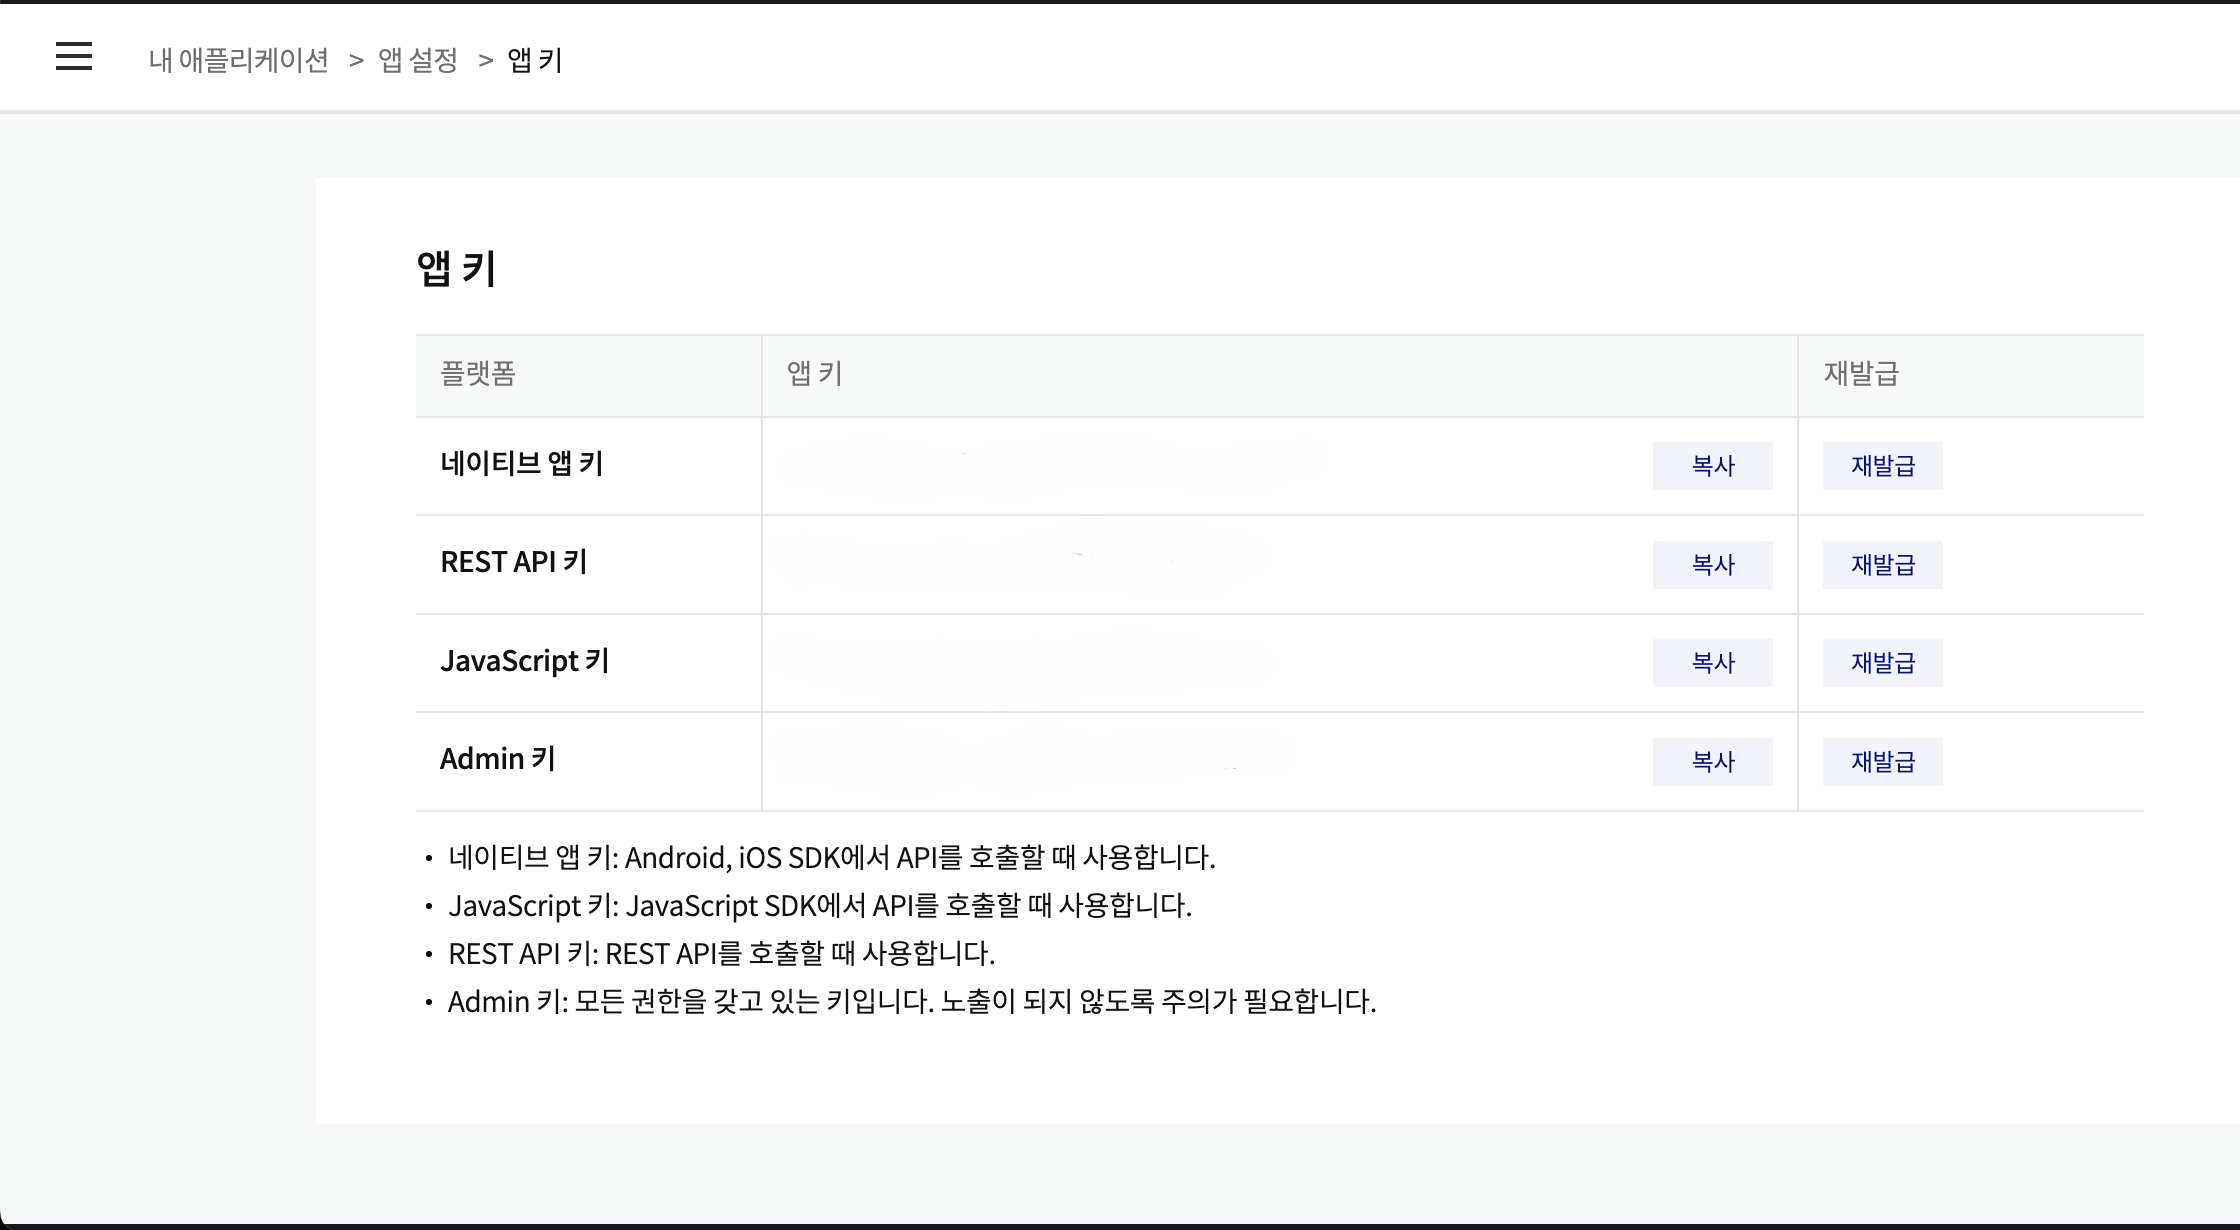 내 애플리케이션 > 앱 설정 > 앱 키
앱 키
플랫폼 앱 키 재발급
네이티브 앱 키 복사 재발급
REST API 키 복사 재발급
JavaScript 키 복사 재발급
Admin 키 복사 재발급
• 네이티브 앱 키: Android, iOS SDK에서 API를 호출할 때 사용합니다.
• JavaScript 키: JavaScript SDK에서 API를 호출할 때 사용합니다.
• REST API 키: REST API를 호출할 때 사용합니다.
• Admin 키: 모든 권한을 갖고 있는 키입니다. 노출이 되지 않도록 주의가 필요합니다.